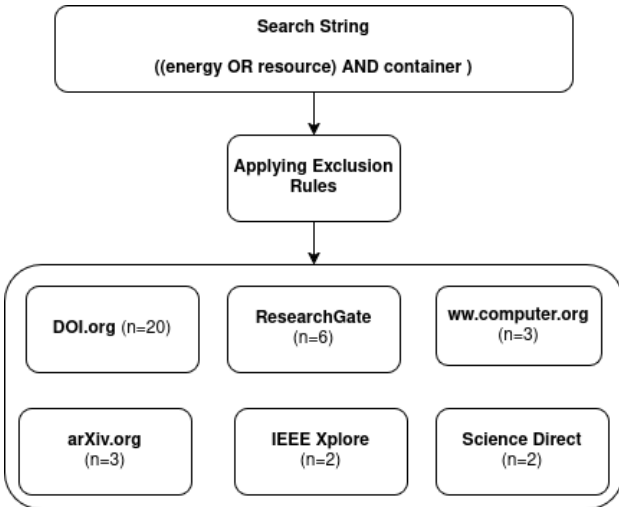 Search String
((energy OR resource) AND container )
Applying Exclusion
Rules
DOI.org (n=20)
ResearchGate
(n=6)
ww.computer.org
(n=3)
arXiv.org
(n=3)
IEEE Xplore
(n=2)
Science Direct
(n=2)